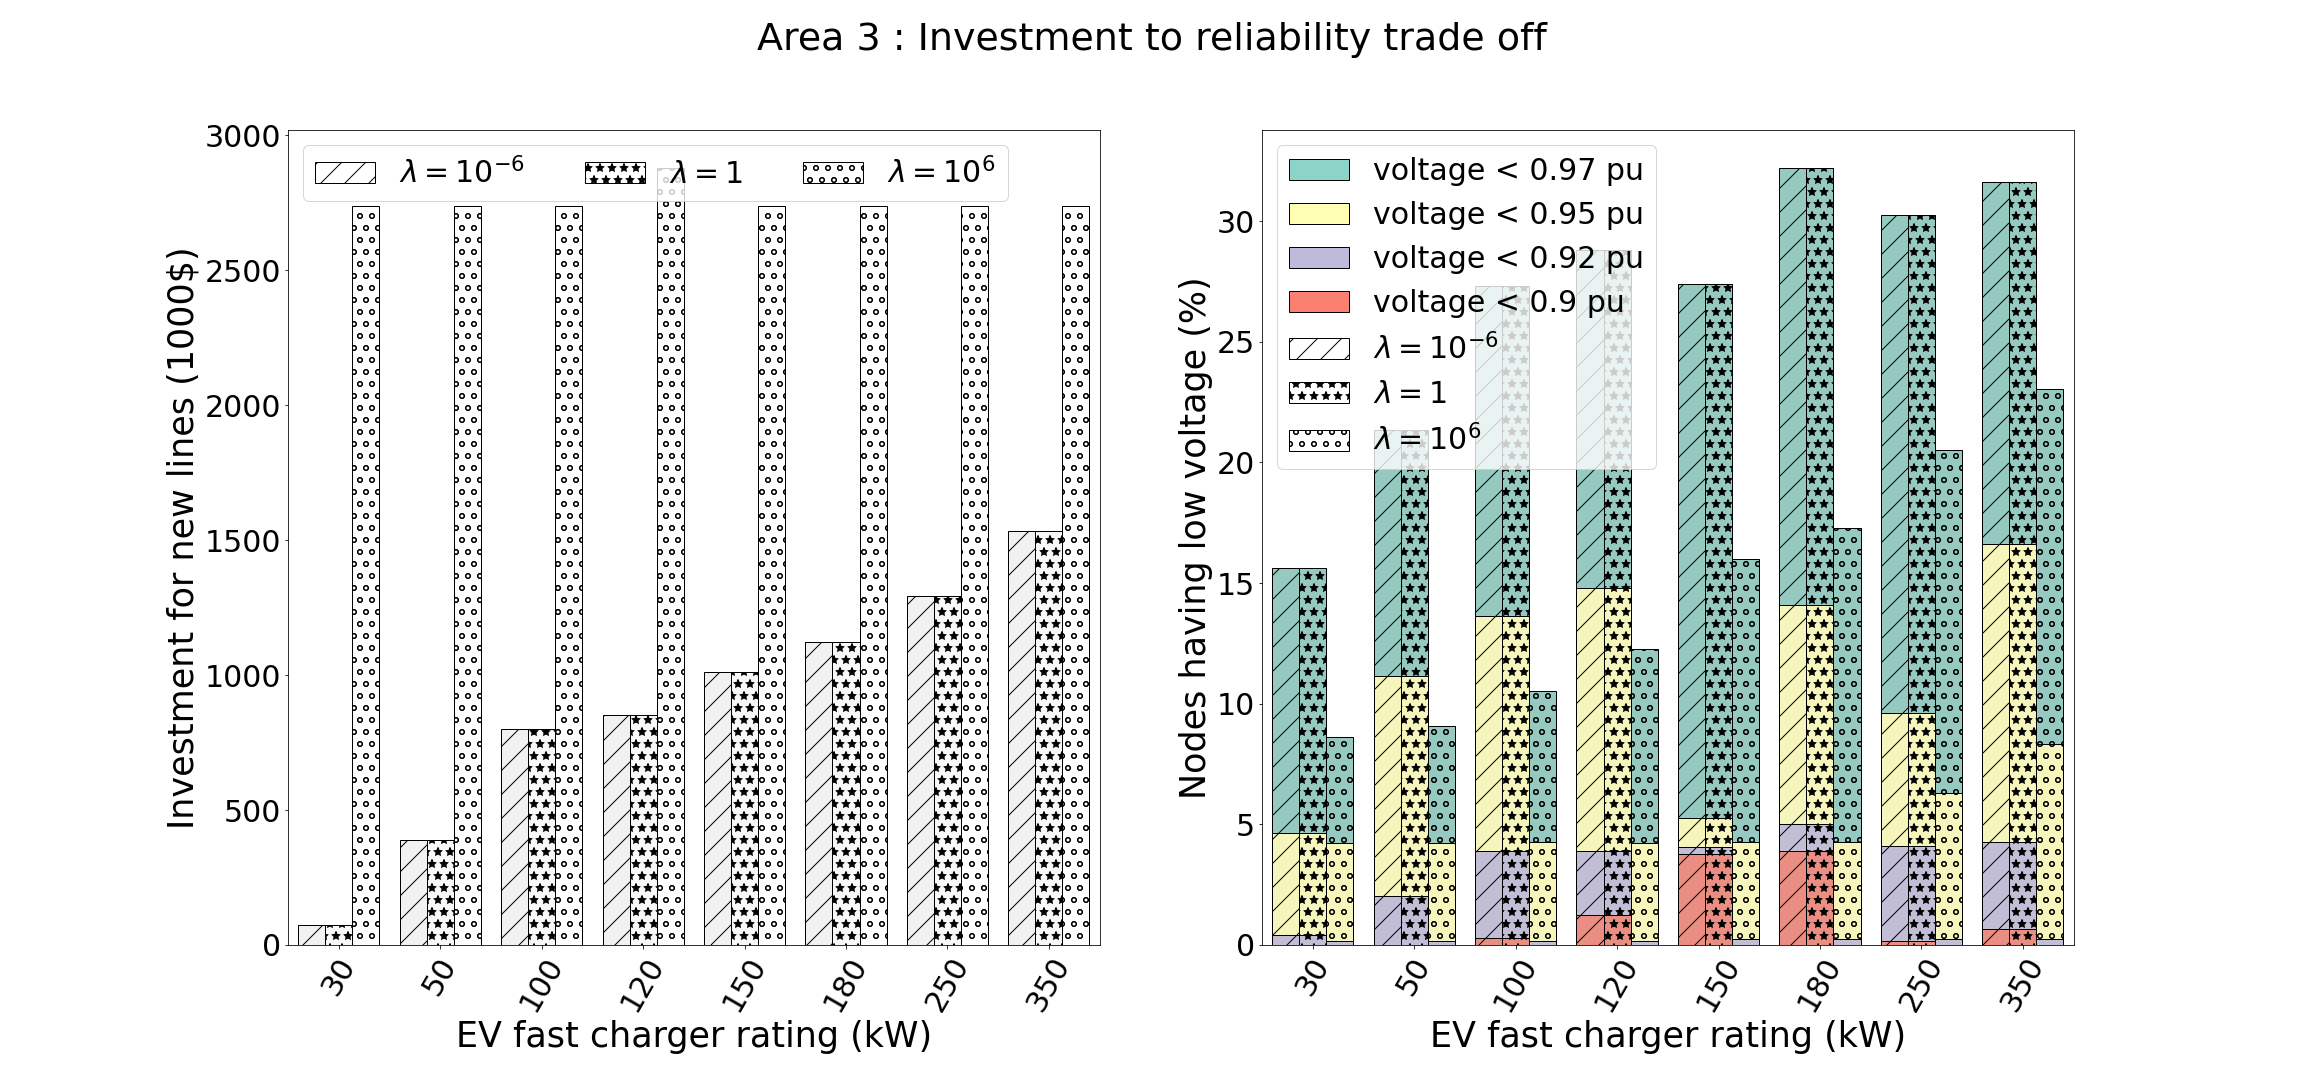 Area 3 : Investment to reliability trade off
Investment for new lines (1000$)
3000
2500
2000
1500
1000
500
0
λ = 10⁻⁶
λ = 1
λ = 10⁶
30
50
100
120
150
180
250
350
EV fast charger rating (kW)
Nodes having low voltage (%)
30
25
20
15
10
5
0
voltage < 0.97 pu
voltage < 0.95 pu
voltage < 0.92 pu
voltage < 0.9 pu
λ = 10⁻⁶
λ = 1
λ = 10⁶
30
50
100
120
150
180
250
350
EV fast charger rating (kW)